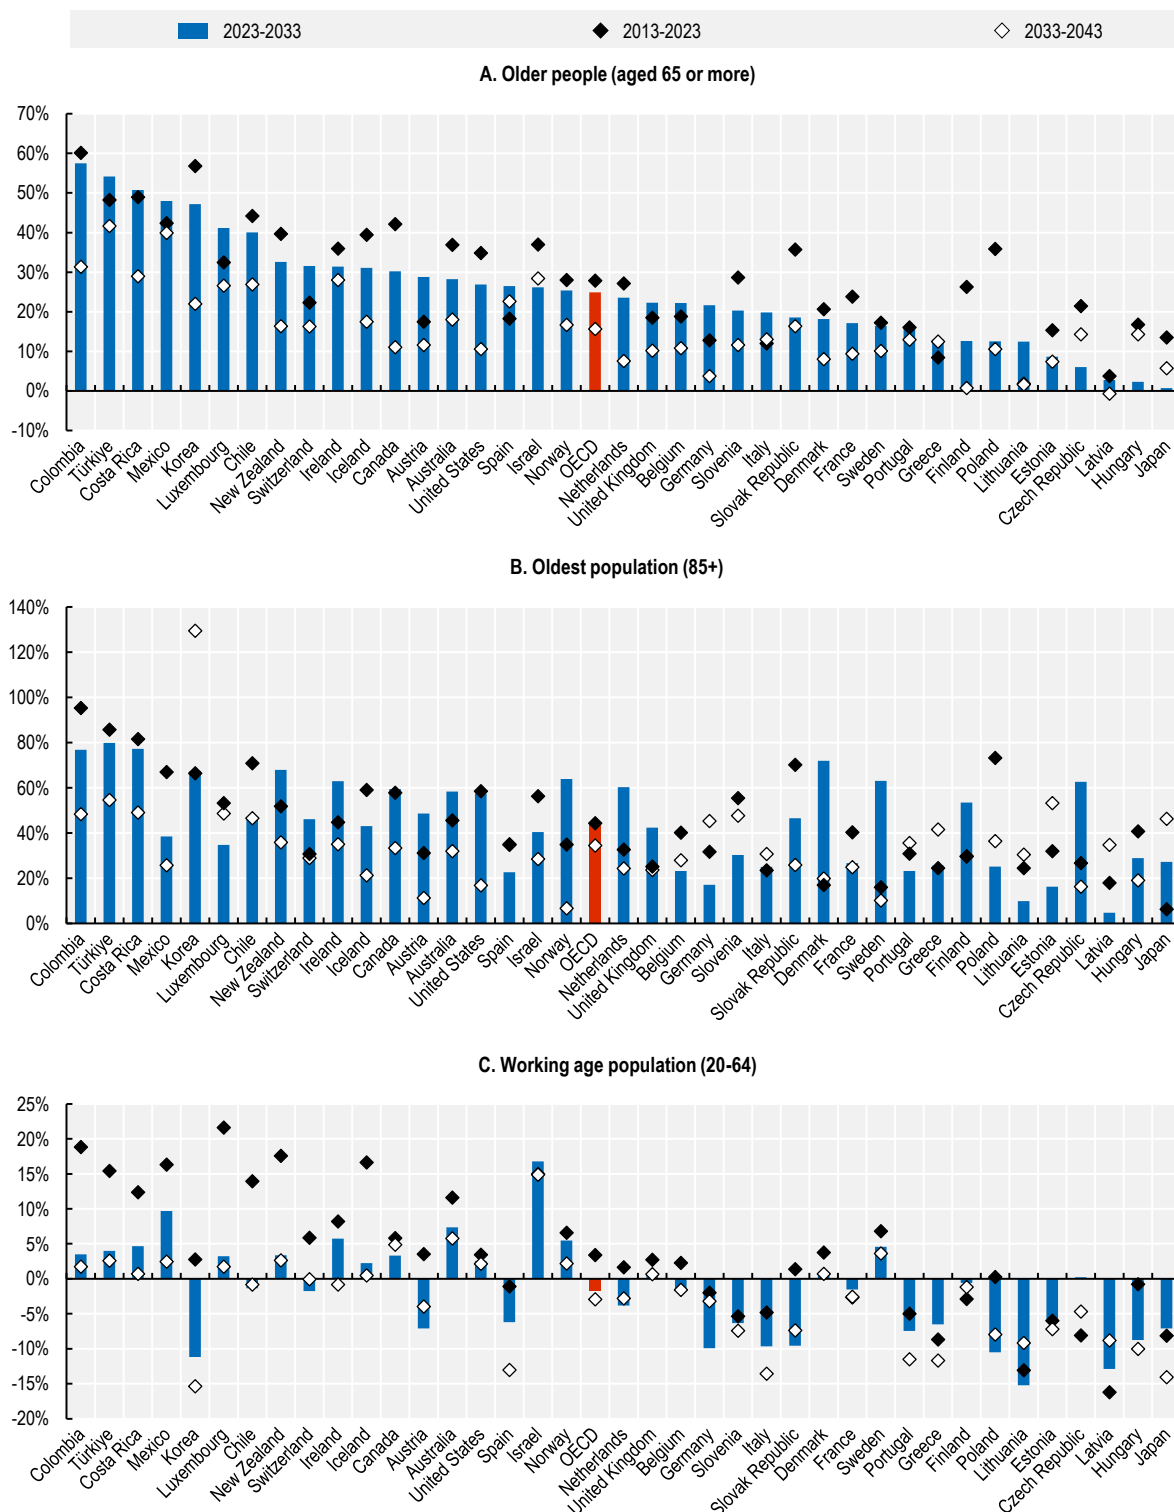 2023-2033 2013-2023 2033-2043
A. Older people (aged 65 or more)
70%
60%
50%
40%
30%
20%
10%
0%
-10%
Colombia
Türkiye
Costa Rica
Mexico
Korea
Luxembourg
Chile
New Zealand
Switzerland
Ireland
Iceland
Canada
Austria
Australia
United States
Spain
Israel
Norway
OECD
Netherlands
United Kingdom
Belgium
Germany
Slovenia
Italy
Slovak Republic
Denmark
France
Sweden
Portugal
Greece
Finland
Poland
Lithuania
Estonia
Czech Republic
Latvia
Hungary
Japan
B. Oldest population (85+)
140%
120%
100%
80%
60%
40%
20%
0%
Colombia
Türkiye
Costa Rica
Mexico
Korea
Luxembourg
Chile
New Zealand
Switzerland
Ireland
Iceland
Canada
Austria
Australia
United States
Spain
Israel
Norway
OECD
Netherlands
United Kingdom
Belgium
Germany
Slovenia
Italy
Slovak Republic
Denmark
France
Sweden
Portugal
Greece
Finland
Poland
Lithuania
Estonia
Czech Republic
Latvia
Hungary
Japan
C. Working age population (20-64)
25%
20%
15%
10%
5%
0%
-5%
-10%
-15%
-20%
Colombia
Türkiye
Costa Rica
Mexico
Korea
Luxembourg
Chile
New Zealand
Switzerland
Ireland
Iceland
Canada
Austria
Australia
United States
Spain
Israel
Norway
OECD
Netherlands
United Kingdom
Belgium
Germany
Slovenia
Italy
Slovak Republic
Denmark
France
Sweden
Portugal
Greece
Finland
Poland
Lithuania
Estonia
Czech Republic
Latvia
Hungary
Japan